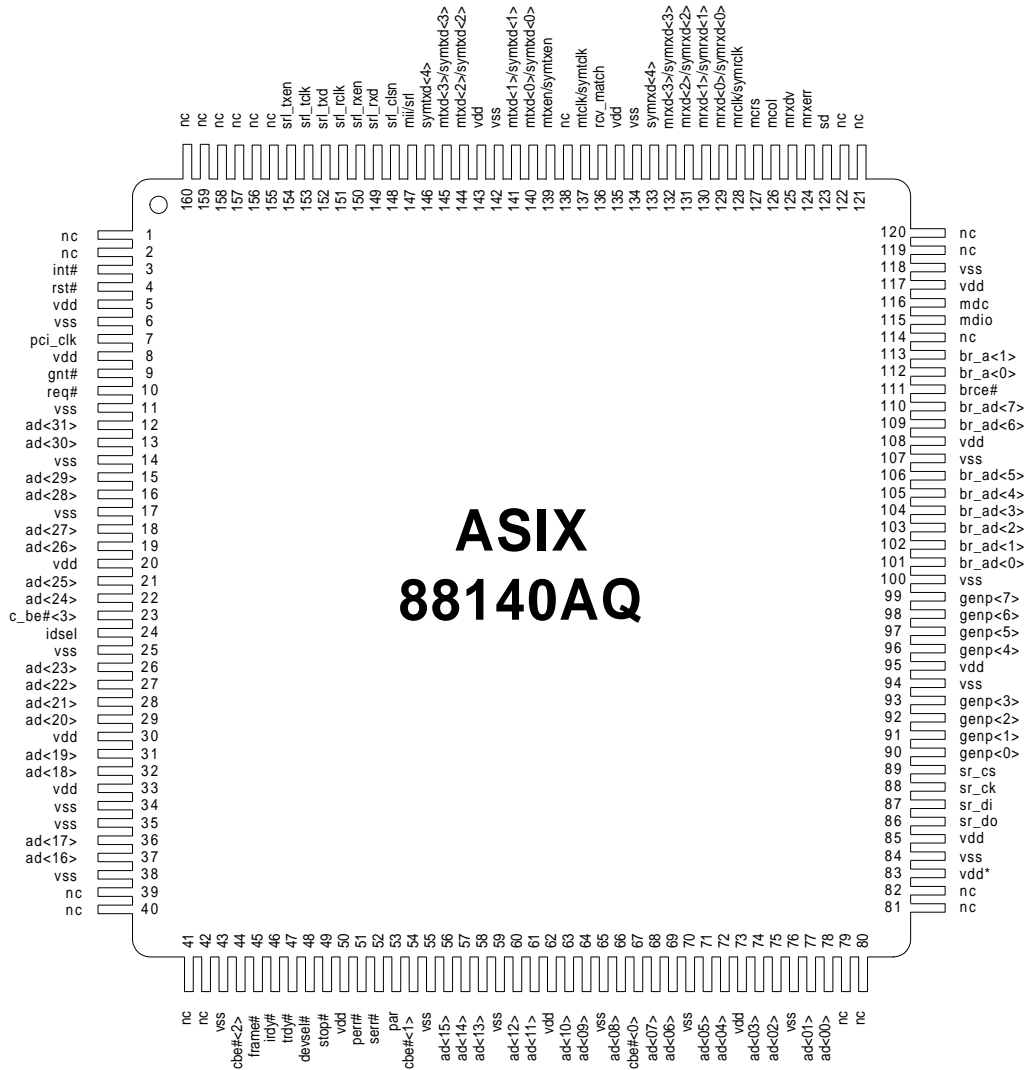 nc 160
nc 159
nc 158
nc 157
nc 156
nc 155
srl_txen 154
srl_tclk 153
srl_txd 152
srl_rclk 151
srl_rxen 150
srl_rxd 149
srl_clsn 148
mii/srl 147
symtxd<4> 146
mtxd<3>/symtxd<3> 145
mtxd<2>/symtxd<2> 144
vdd 143
vss 142
mtxd<1>/symtxd<1> 141
mtxd<0>/symtxd<0> 140
mtxen/symtxen 139
nc 138
mtclk/symtclk 137
rcv_match 136
vdd 135
vss 134
symrxd<4> 133
mrxd<3>/symrxd<3> 132
mrxd<2>/symrxd<2> 131
mrxd<1>/symrxd<1> 130
mrxd<0>/symrxd<0> 129
mrclk/symrclk 128
mcrs 127
mcol 126
mrxdv 125
mrxerr 124
sd 123
nc 122
nc 121
nc 1
nc 2
int# 3
rst# 4
vdd 5
vss 6
pci_clk 7
vdd 8
gnt# 9
req# 10
vss 11
ad<31> 12
ad<30> 13
vss 14
ad<29> 15
ad<28> 16
vss 17
ad<27> 18
ad<26> 19
vdd 20
ad<25> 21
ad<24> 22
c_be#<3> 23
idsel 24
vss 25
ad<23> 26
ad<22> 27
ad<21> 28
ad<20> 29
vdd 30
ad<19> 31
ad<18> 32
vdd 33
vss 34
vss 35
ad<17> 36
ad<16> 37
vss 38
nc 39
nc 40
ASIX
88140AQ
120 nc
119 nc
118 vss
117 vdd
116 mdc
115 mdio
114 nc
113 br_a<1>
112 br_a<0>
111 brce#
110 br_ad<7>
109 br_ad<6>
108 vdd
107 vss
106 br_ad<5>
105 br_ad<4>
104 br_ad<3>
103 br_ad<2>
102 br_ad<1>
101 br_ad<0>
100 vss
99 genp<7>
98 genp<6>
97 genp<5>
96 genp<4>
95 vdd
94 vss
93 genp<3>
92 genp<2>
91 genp<1>
90 genp<0>
89 sr_cs
88 sr_ck
87 sr_di
86 sr_do
85 vdd
84 vss
83 vdd*
82 nc
81 nc
nc 41
nc 42
vss 43
cbe#<2> 44
frame# 45
irdy# 46
trdy# 47
devsel# 48
stop# 49
vdd 50
perr# 51
serr# 52
par 53
cbe#<1> 54
vss 55
ad<15> 56
ad<14> 57
ad<13> 58
vss 59
ad<12> 60
ad<11> 61
vdd 62
ad<10> 63
ad<09> 64
vss 65
ad<08> 66
cbe#<0> 67
ad<07> 68
ad<06> 69
vss 70
ad<05> 71
ad<04> 72
vdd 73
ad<03> 74
ad<02> 75
vss 76
ad<01> 77
ad<00> 78
nc 79
nc 80